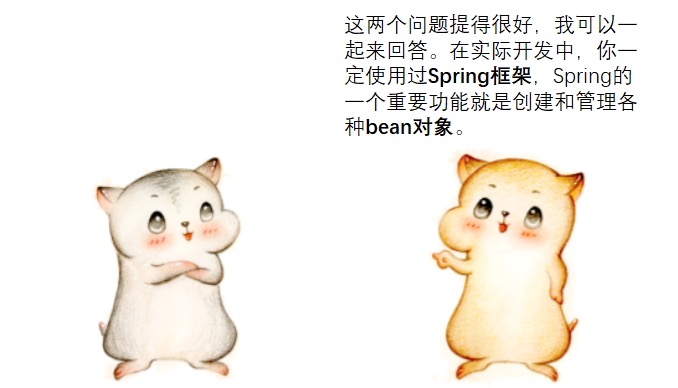 这两个问题提得很好，我可以一
起来回答。在实际开发中，你一
定使用过Spring框架，Spring的
一个重要功能就是创建和管理各
种bean对象。